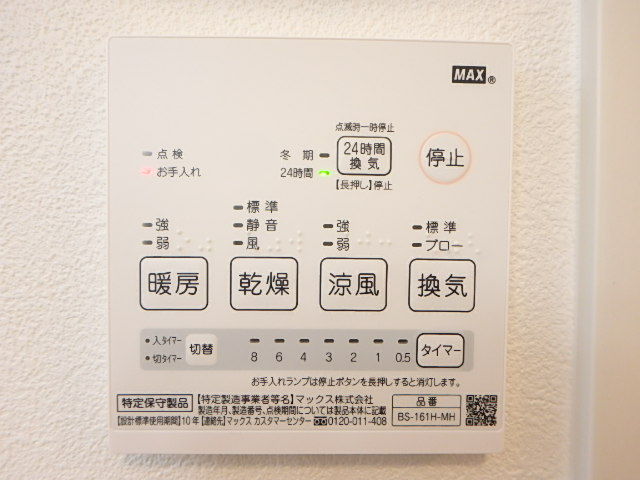 MAX®
点滅時一時停止
点検 冬期 24時間換気 停止
お手入れ 24時間
【長押し】停止
標準
強 静音 強 標準
弱 風 弱 ブロー
暖房 乾燥 涼風 換気
入タイマー 切替 タイマー
切タイマー 8 6 4 3 2 1 0.5
お手入れランプは停止ボタンを長押しすると消灯します。
特定保守製品 【特定製造事業者等名】マックス株式会社 品番
製造年月、製造番号、点検期間については製品本体に記載 BS-161H-MH
【設計標準使用期間】10年【連絡先】マックス カスタマーセンター 0120-011-408